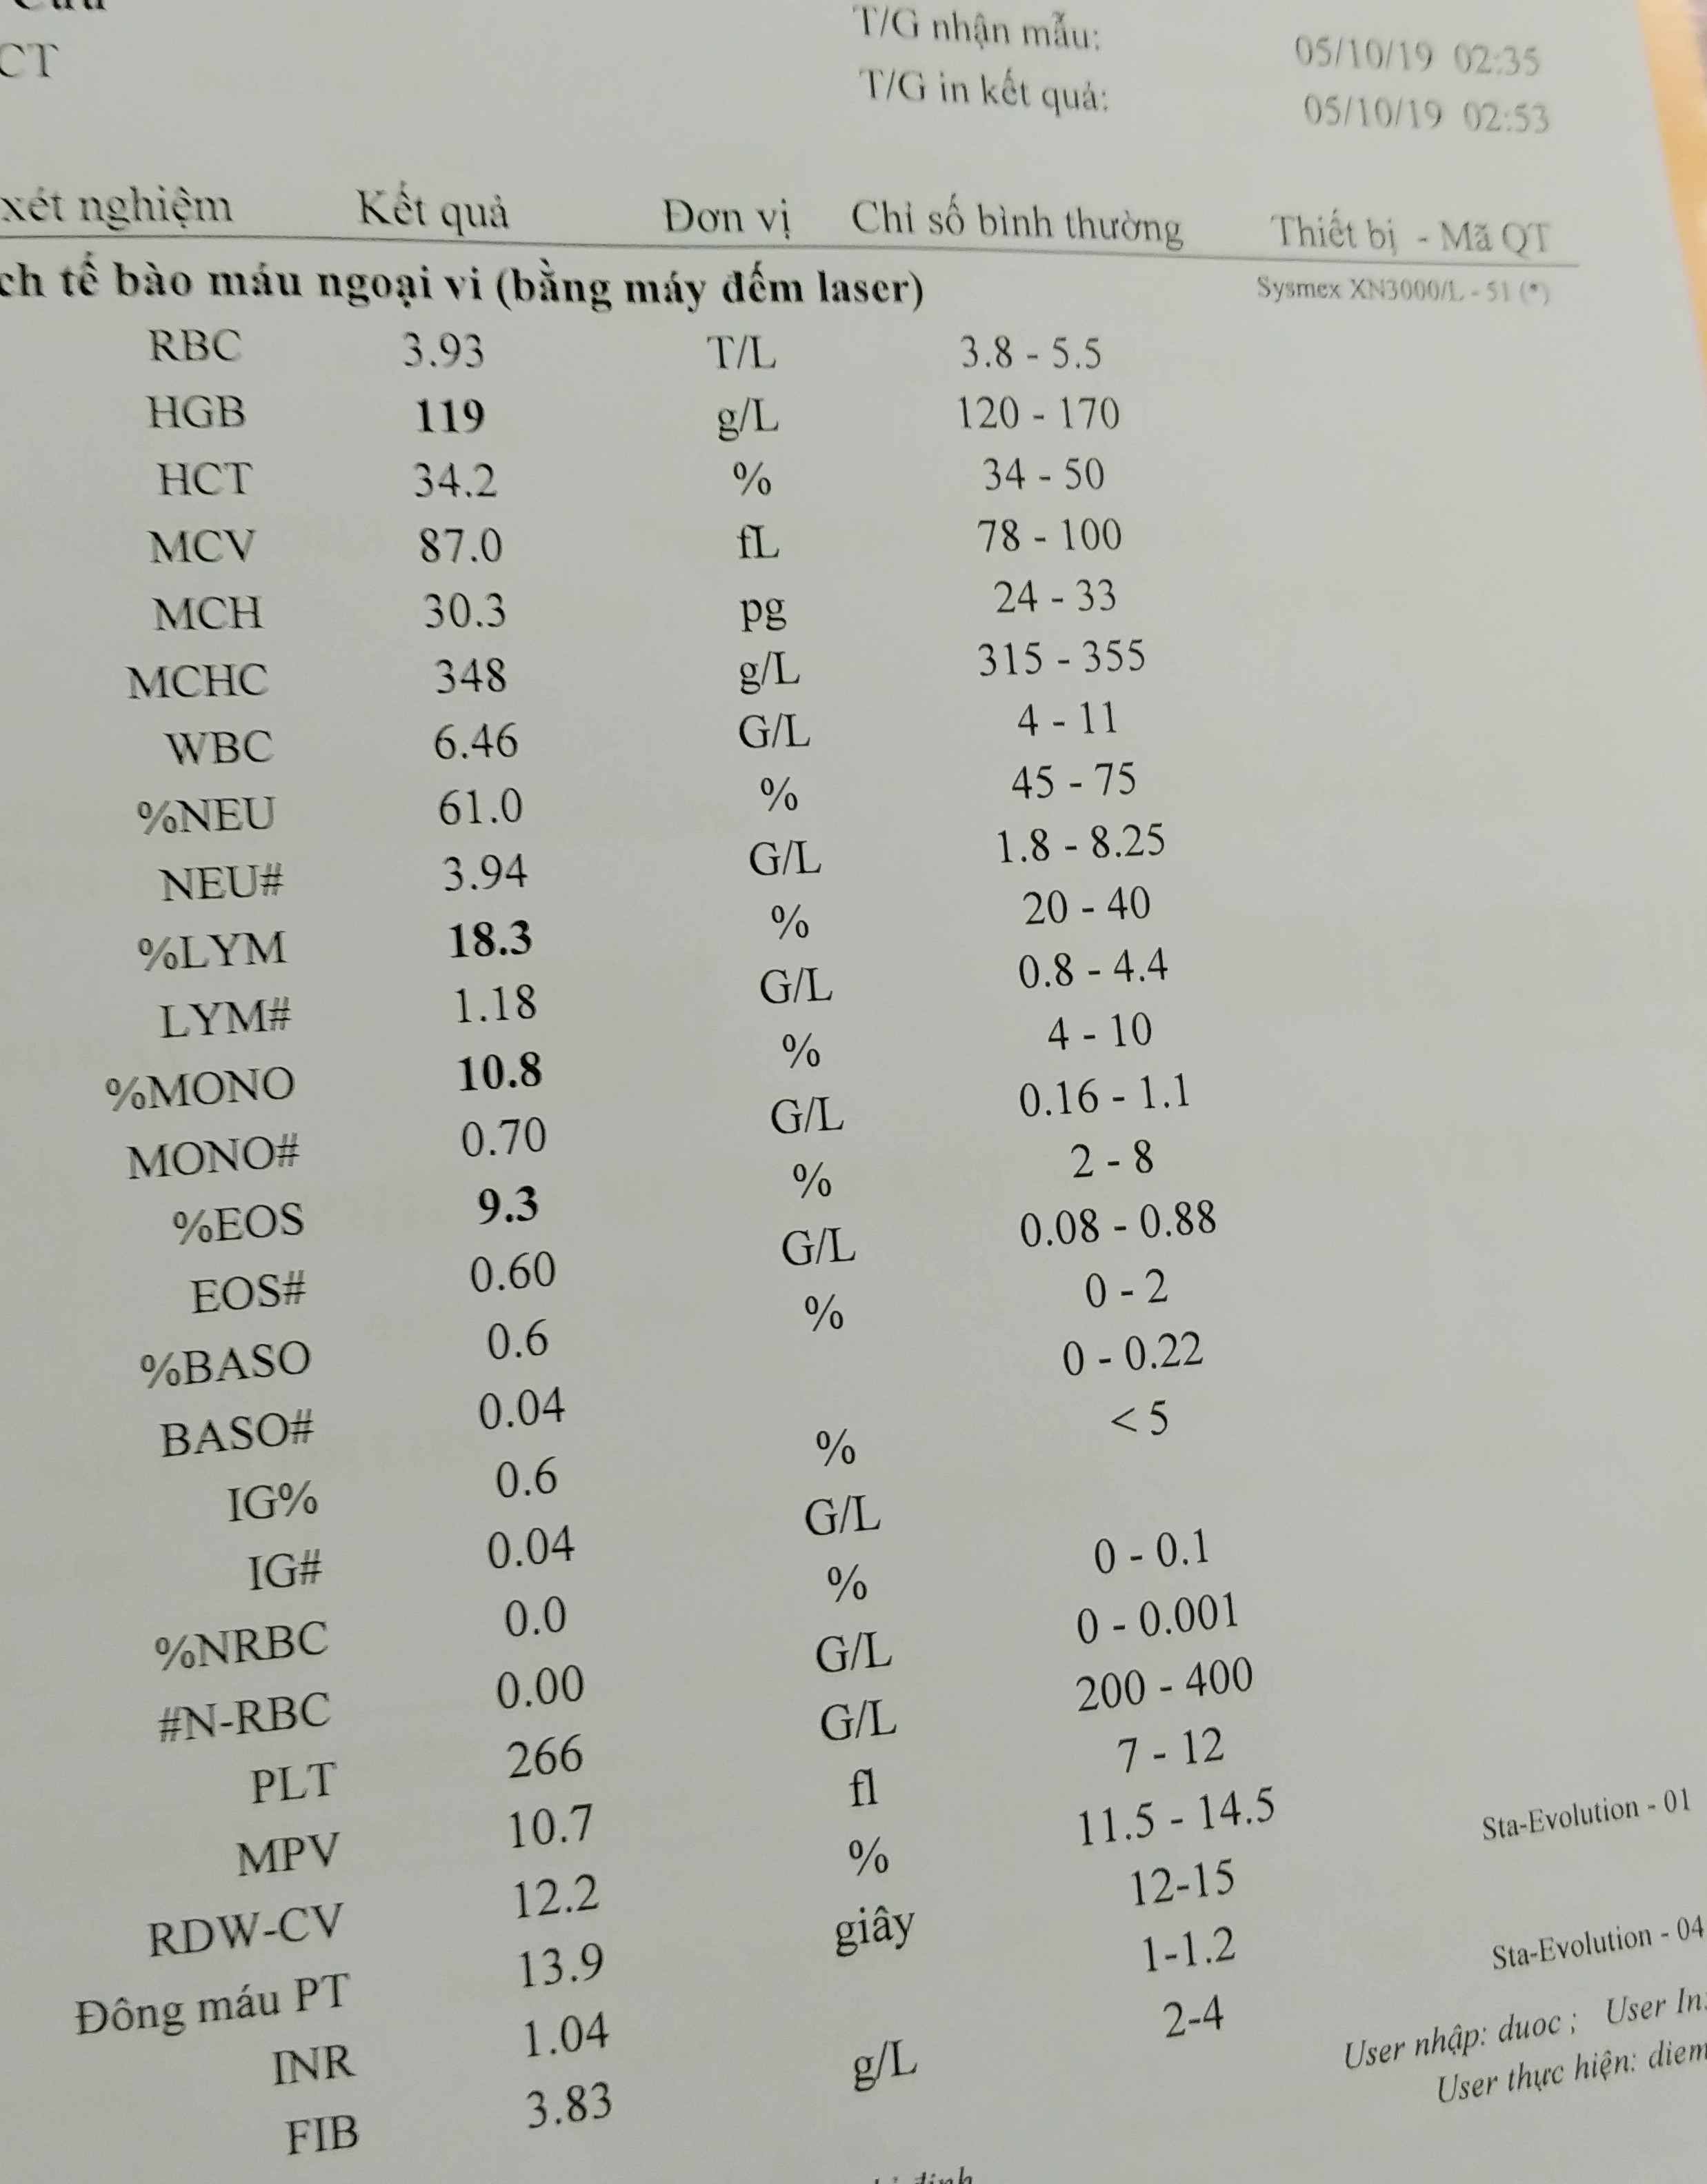 CT
T/G nhận mẫu: 05/10/19 02:35
T/G in kết quả: 05/10/19 02:53
xét nghiệm Kết quả Đơn vị Chỉ số bình thường Thiết bị - Mã QT
ch tế bào máu ngoại vi (bằng máy đếm laser) Sysmex XN3000/L - 51 (*)
RBC 3.93 T/L 3.8 - 5.5
HGB 119 g/L 120 - 170
HCT 34.2 % 34 - 50
MCV 87.0 fL 78 - 100
MCH 30.3 pg 24 - 33
MCHC 348 g/L 315 - 355
WBC 6.46 G/L 4 - 11
%NEU 61.0 % 45 - 75
NEU# 3.94 G/L 1.8 - 8.25
%LYM 18.3 % 20 - 40
LYM# 1.18 G/L 0.8 - 4.4
%MONO 10.8 % 4 - 10
MONO# 0.70 G/L 0.16 - 1.1
%EOS 9.3 % 2 - 8
EOS# 0.60 G/L 0.08 - 0.88
%BASO 0.6 % 0 - 2
BASO# 0.04 0 - 0.22
IG% 0.6 % < 5
IG# 0.04 G/L
%NRBC 0.0 % 0 - 0.1
#N-RBC 0.00 G/L 0 - 0.001
PLT 266 G/L 200 - 400
MPV 10.7 fl 7 - 12
RDW-CV 12.2 % 11.5 - 14.5
Đông máu PT 13.9 giây 12-15 Sta-Evolution - 01
INR 1.04 1-1.2
FIB 3.83 g/L 2-4 Sta-Evolution - 04
User nhập: duoc ; User In:
User thực hiện: diem